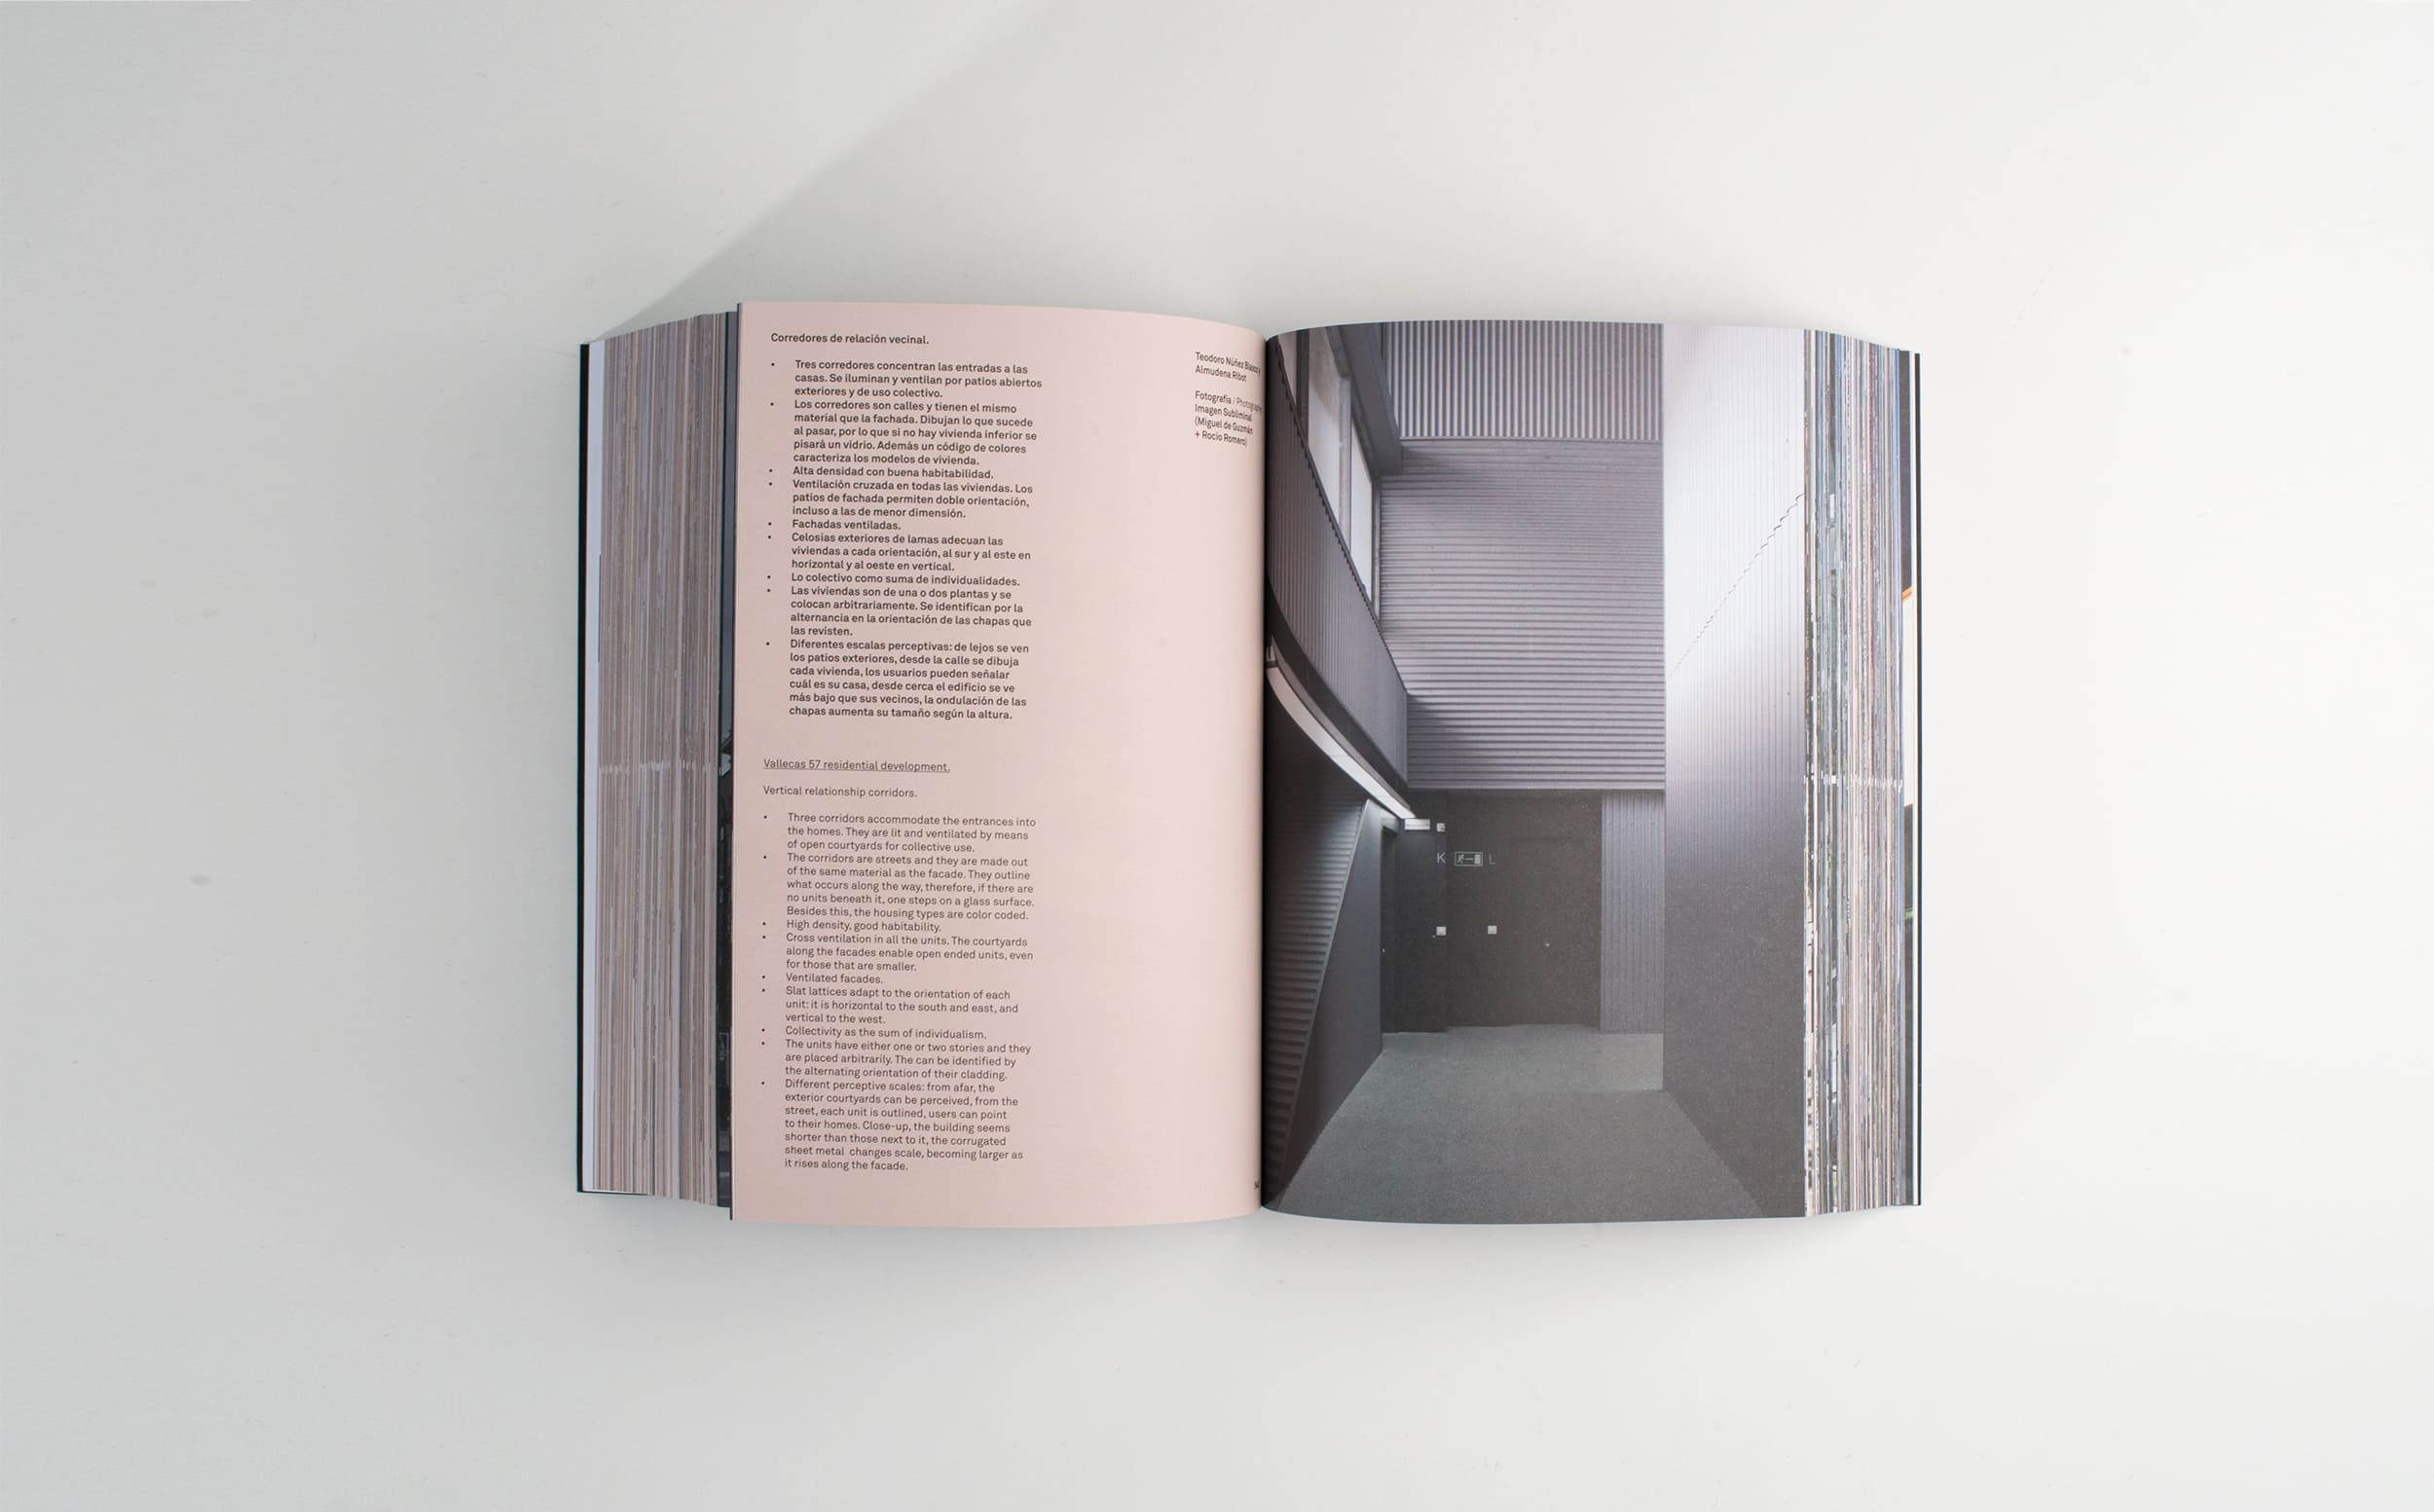 Corredores de relación vecinal.
• Tres corredores concentran las entradas a las
casas. Se iluminan y ventilan por patios abiertos
exteriores y de uso colectivo.
• Los corredores son calles y tienen el mismo
material que la fachada. Dibujan lo que sucede
al pasar, por lo que si no hay vivienda inferior se
pisará un vidrio. Además un código de colores
caracteriza los modelos de vivienda.
• Alta densidad con buena habitabilidad.
• Ventilación cruzada en todas las viviendas. Los
patios de fachada permiten doble orientación,
incluso a las de menor dimensión.
• Fachadas ventiladas.
• Celosías exteriores de lamas adecuan las
viviendas a cada orientación, al sur y al este en
horizontal y al oeste en vertical.
• Lo colectivo como suma de individualidades.
• Las viviendas son de una o dos plantas y se
colocan arbitrariamente. Se identifican por la
alternancia en la orientación de las chapas que
las revisten.
• Diferentes escalas perceptivas: de lejos se ven
los patios exteriores, desde la calle se dibuja
cada vivienda, los usuarios pueden señalar
cuál es su casa, desde cerca el edificio se ve
más bajo que sus vecinos, la ondulación de las
chapas aumenta su tamaño según la altura.
Vallecas 57 residential development.
Vertical relationship corridors.
• Three corridors accommodate the entrances into
the homes. They are lit and ventilated by means
of open courtyards for collective use.
• The corridors are streets and they are made out
of the same material as the facade. They outline
what occurs along the way, therefore, if there are
no units beneath it, one steps on a glass surface.
Besides this, the housing types are color coded.
• High density, good habitability.
• Cross ventilation in all the units. The courtyards
along the facades enable open ended units, even
for those that are smaller.
• Ventilated facades.
• Slat lattices adapt to the orientation of each
unit: it is horizontal to the south and east, and
vertical to the west.
• Collectivity as the sum of individualism.
• The units have either one or two stories and they
are placed arbitrarily. The can be identified by
the alternating orientation of their cladding.
• Different perceptive scales: from afar, the
exterior courtyards can be perceived, from the
street, each unit is outlined, users can point
to their homes. Close-up, the building seems
shorter than those next to it, the corrugated
sheet metal changes scale, becoming larger as
it rises along the facade.
Teodoro Núñez Blasco y
Almudena Ribot
Fotografía /
Imagen Subliminal
(Miguel de Guzmán
+ Rocío Romero)
K L